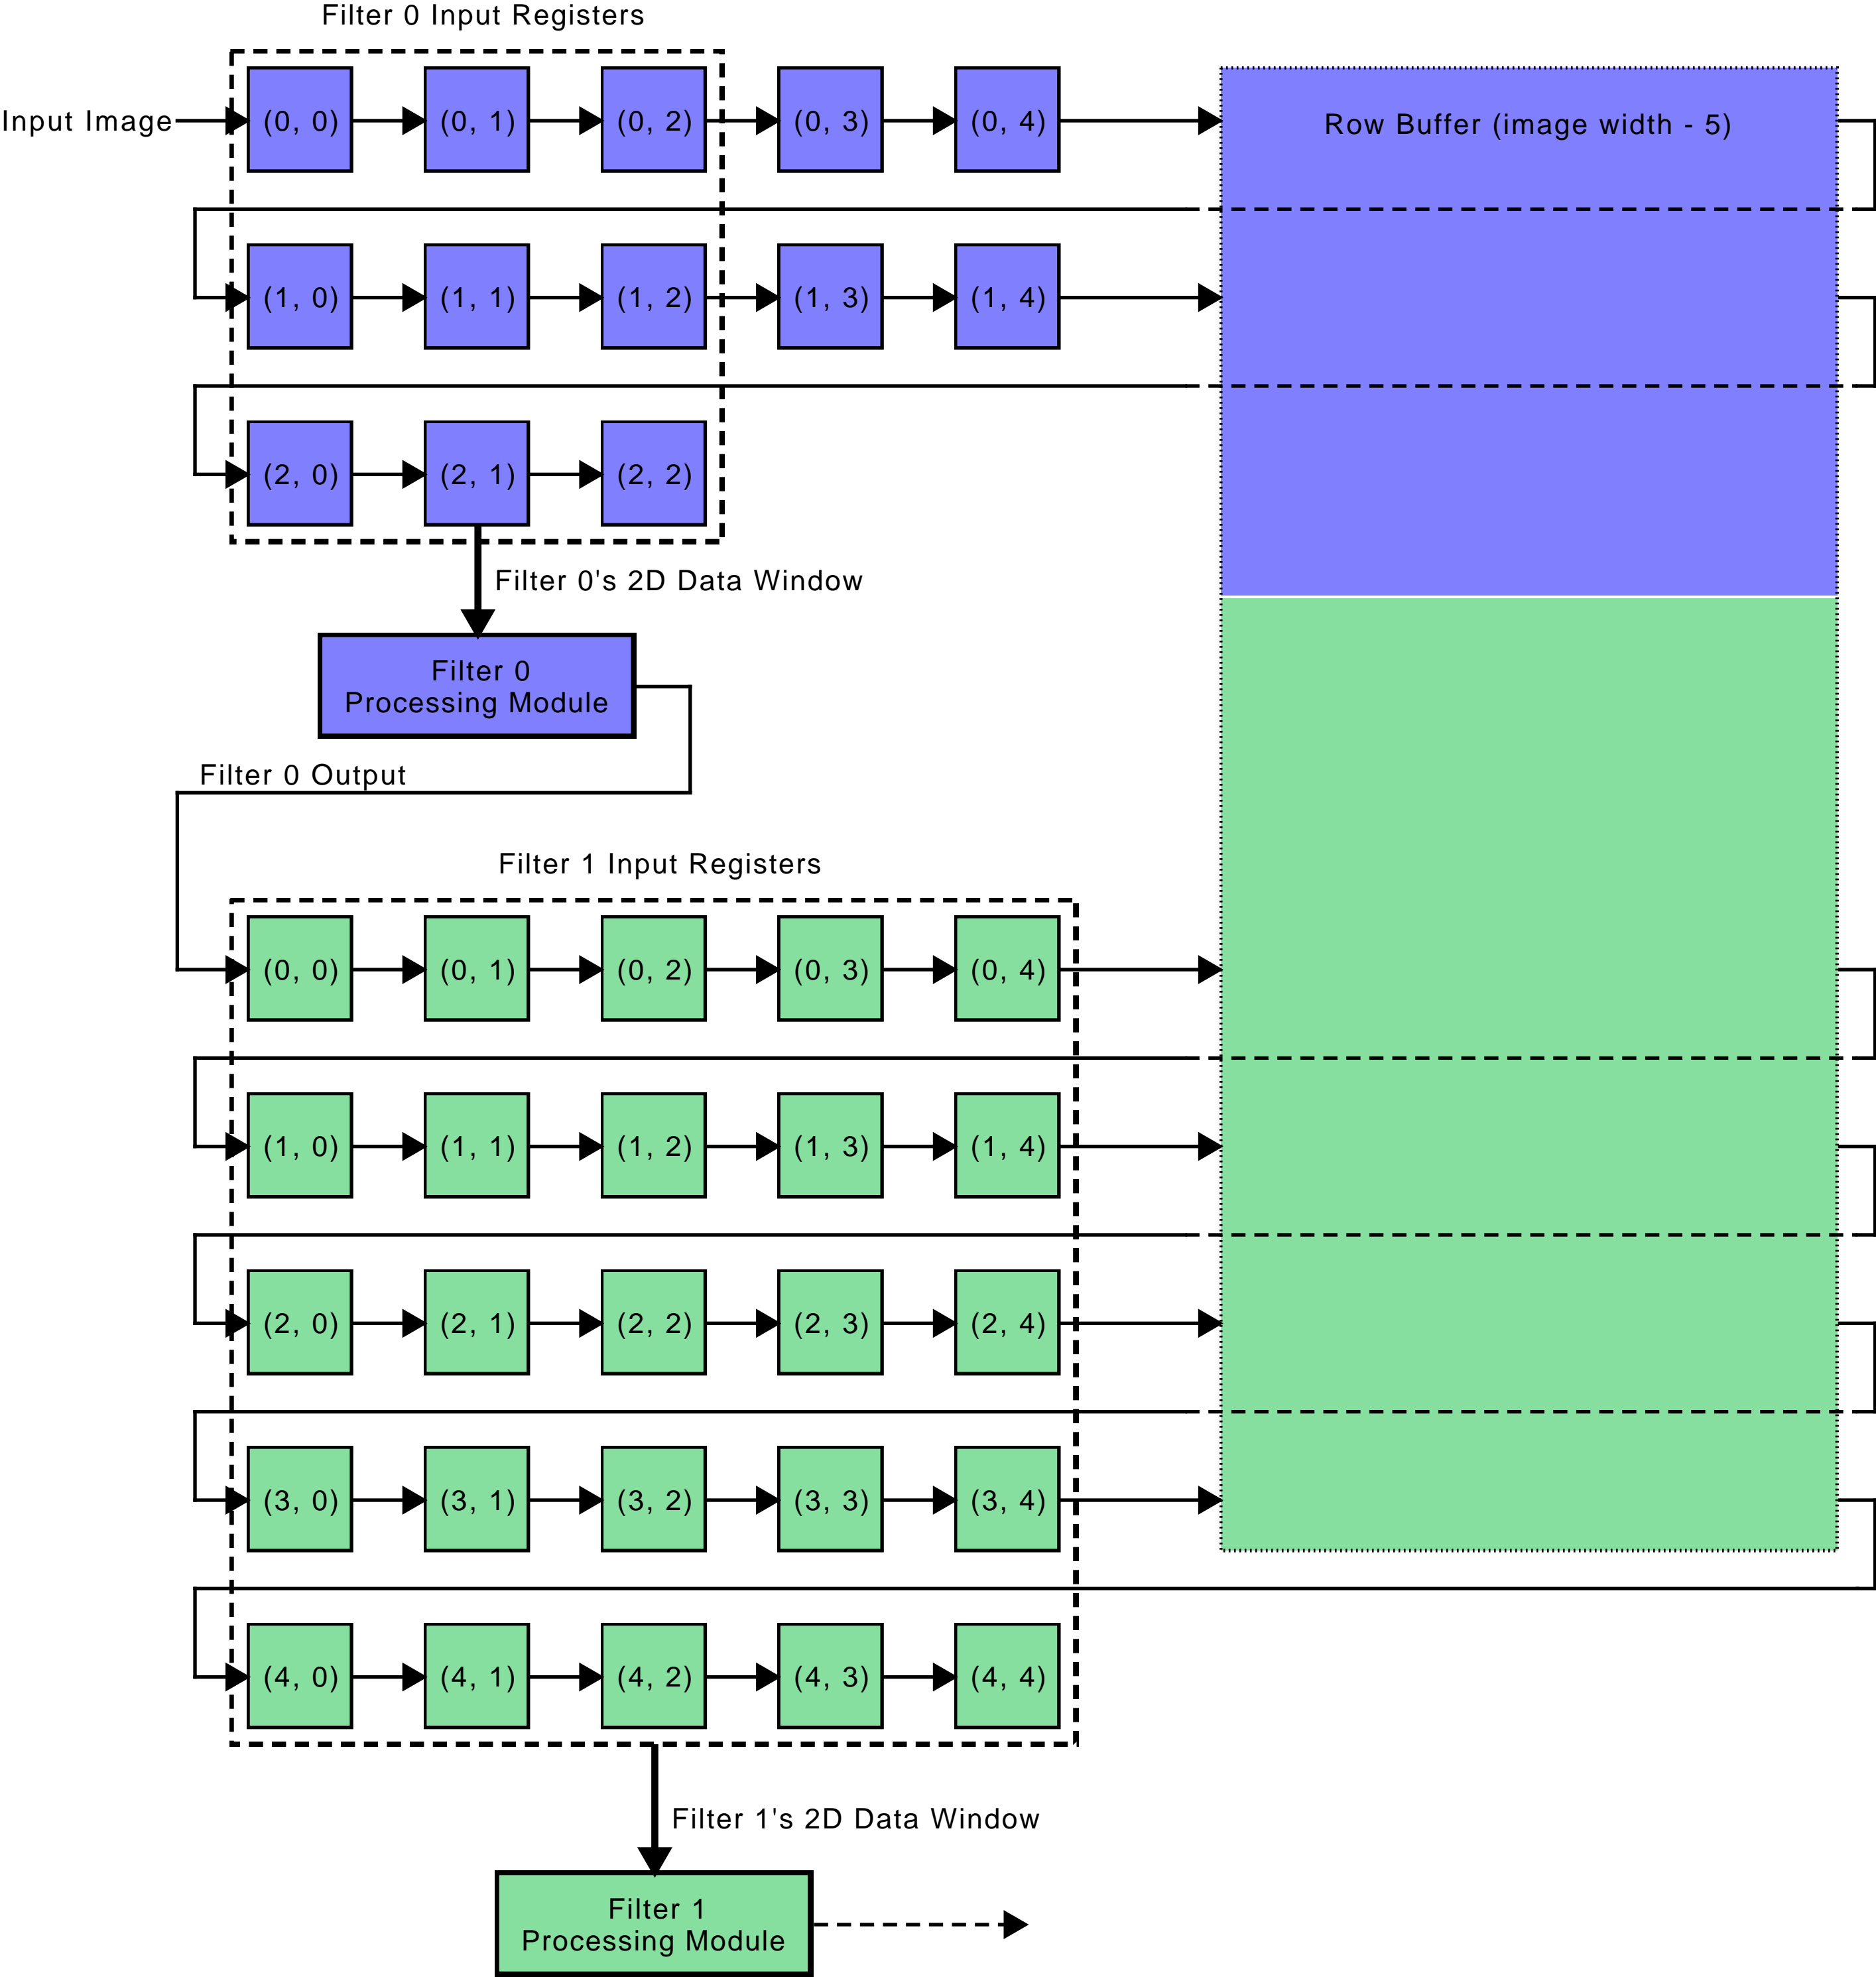 Filter 0 Input Registers
Input Image
(0, 0) (0, 1) (0, 2) (0, 3) (0, 4)
Row Buffer (image width - 5)
(1, 0) (1, 1) (1, 2) (1, 3) (1, 4)
(2, 0) (2, 1) (2, 2)
Filter 0's 2D Data Window
Filter 0
Processing Module
Filter 0 Output
Filter 1 Input Registers
(0, 0) (0, 1) (0, 2) (0, 3) (0, 4)
(1, 0) (1, 1) (1, 2) (1, 3) (1, 4)
(2, 0) (2, 1) (2, 2) (2, 3) (2, 4)
(3, 0) (3, 1) (3, 2) (3, 3) (3, 4)
(4, 0) (4, 1) (4, 2) (4, 3) (4, 4)
Filter 1's 2D Data Window
Filter 1
Processing Module